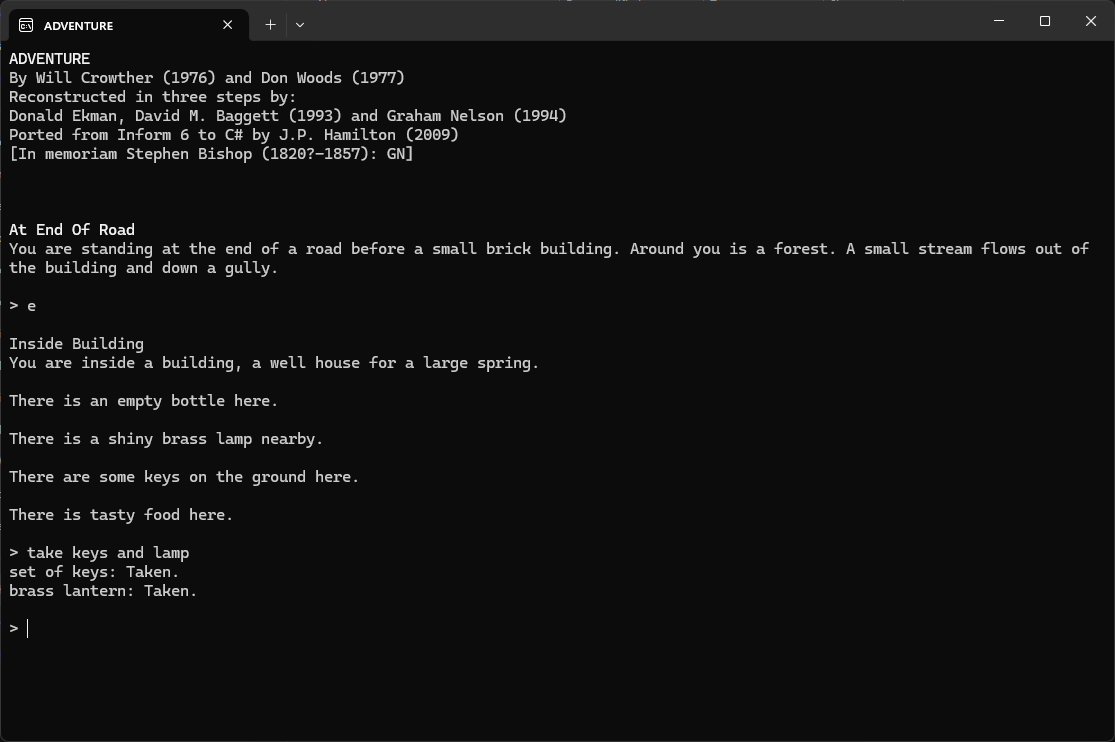 ADVENTURE
ADVENTURE
By Will Crowther (1976) and Don Woods (1977)
Reconstructed in three steps by:
Donald Ekman, David M. Baggett (1993) and Graham Nelson (1994)
Ported from Inform 6 to C# by J.P. Hamilton (2009)
[In memoriam Stephen Bishop (1820?-1857): GN]
At End Of Road
You are standing at the end of a road before a small brick building. Around you is a forest. A small stream flows out of
the building and down a gully.
> e
Inside Building
You are inside a building, a well house for a large spring.
There is an empty bottle here.
There is a shiny brass lamp nearby.
There are some keys on the ground here.
There is tasty food here.
> take keys and lamp
set of keys: Taken.
brass lantern: Taken.
>